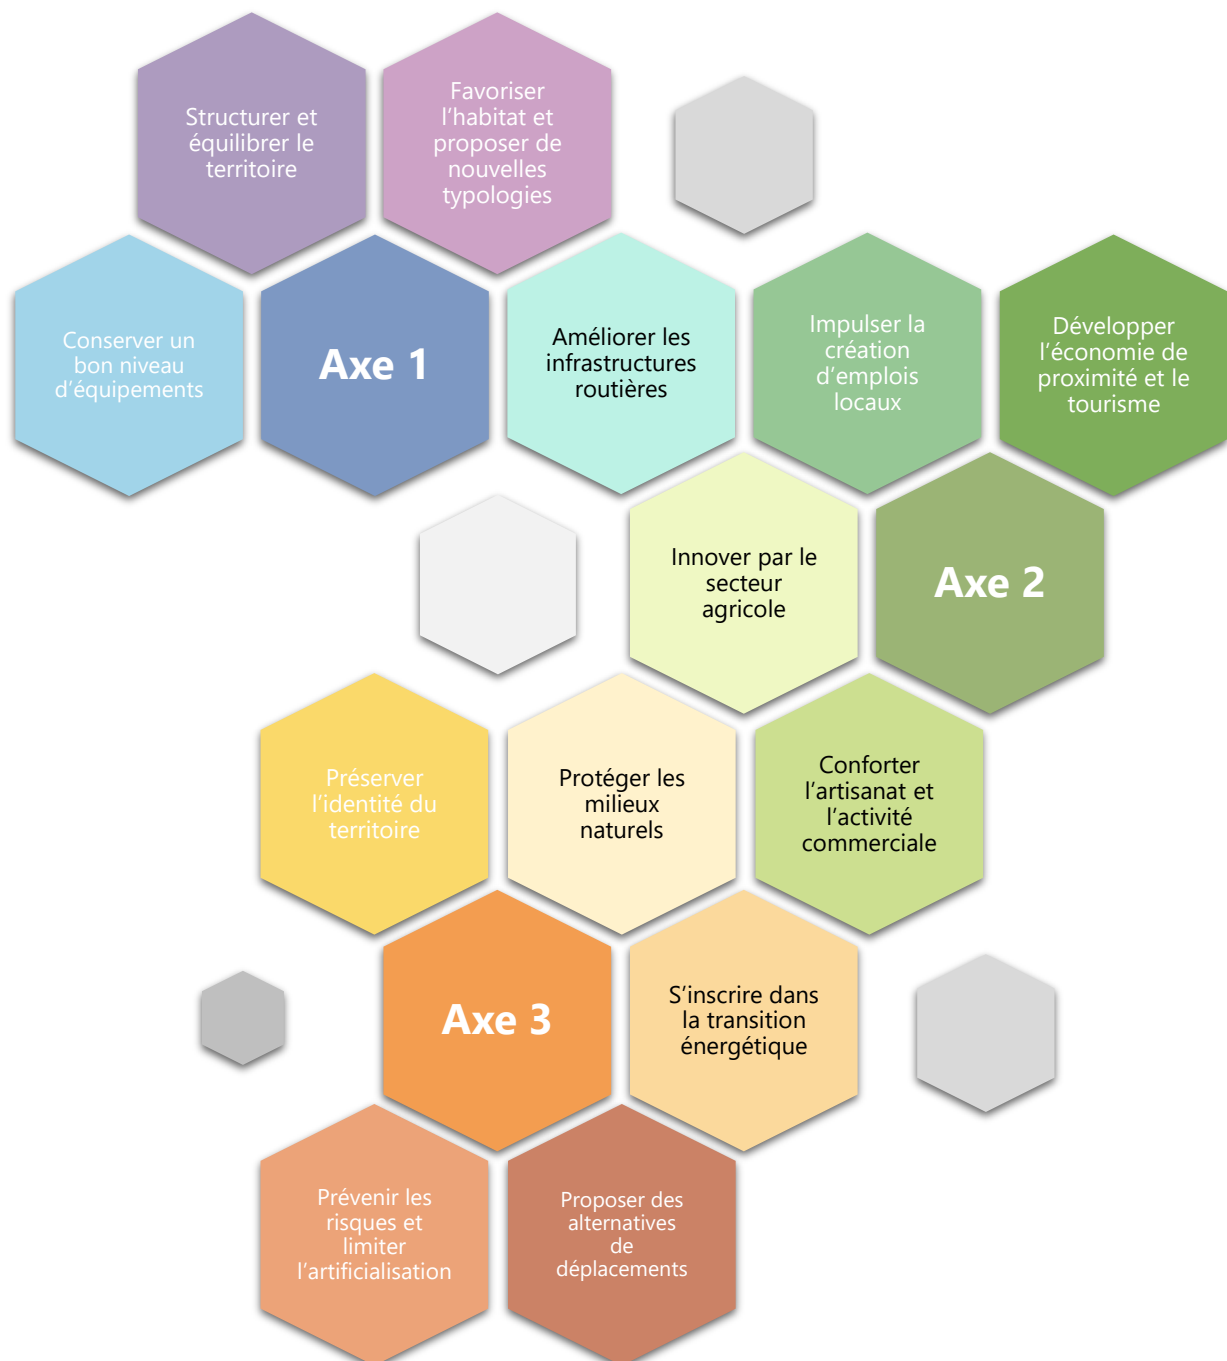 Structurer et
équilibrer le
territoire
Favoriser
l’habitat et
proposer de
nouvelles
typologies
Conserver un
bon niveau
d’équipements
Axe 1
Améliorer les
infrastructures
routières
Impulser la
création
d’emplois
locaux
Développer
l’économie de
proximité et le
tourisme
Innover par le
secteur
agricole
Axe 2
Préserver
l’identité du
territoire
Protéger les
milieux
naturels
Conforter
l’artisanat et
l’activité
commerciale
Axe 3
S’inscrire dans
la transition
énergétique
Prévenir les
risques et
limiter
l’artificialisation
Proposer des
alternatives
de
déplacements